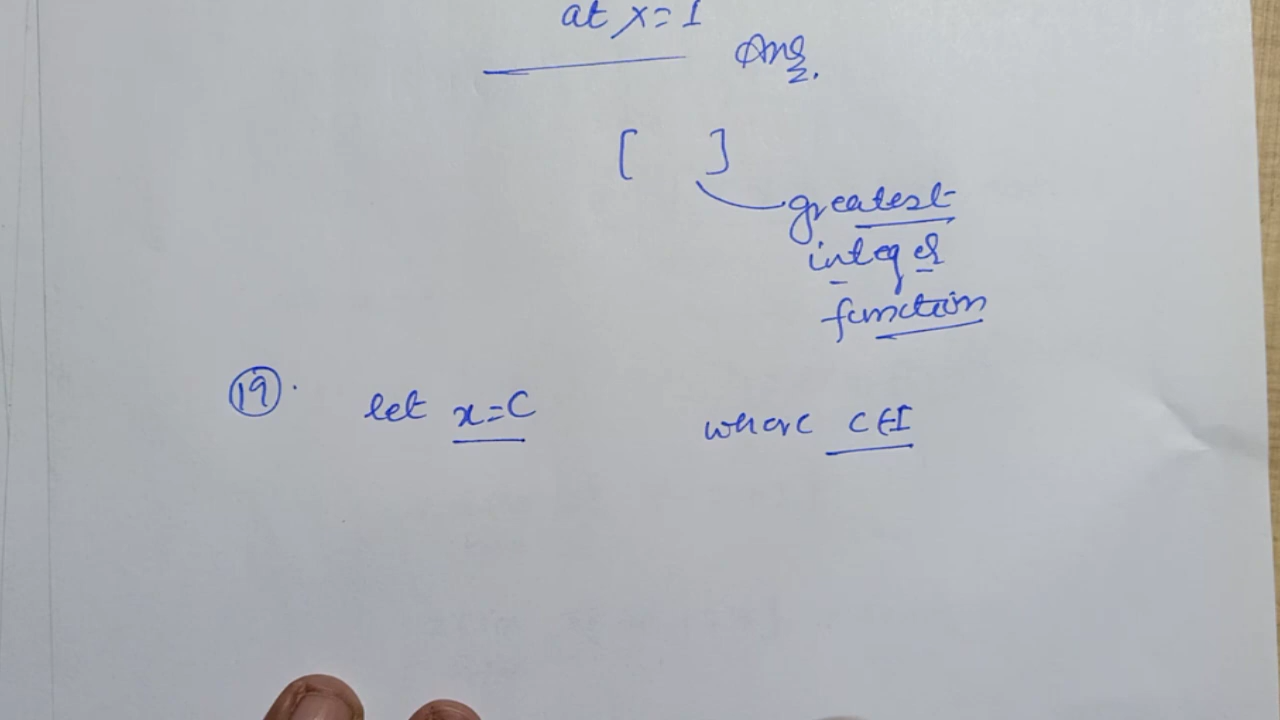 at x=1
Ans.
[ ]
greatest
integer
function
19. let x=C where C∈I